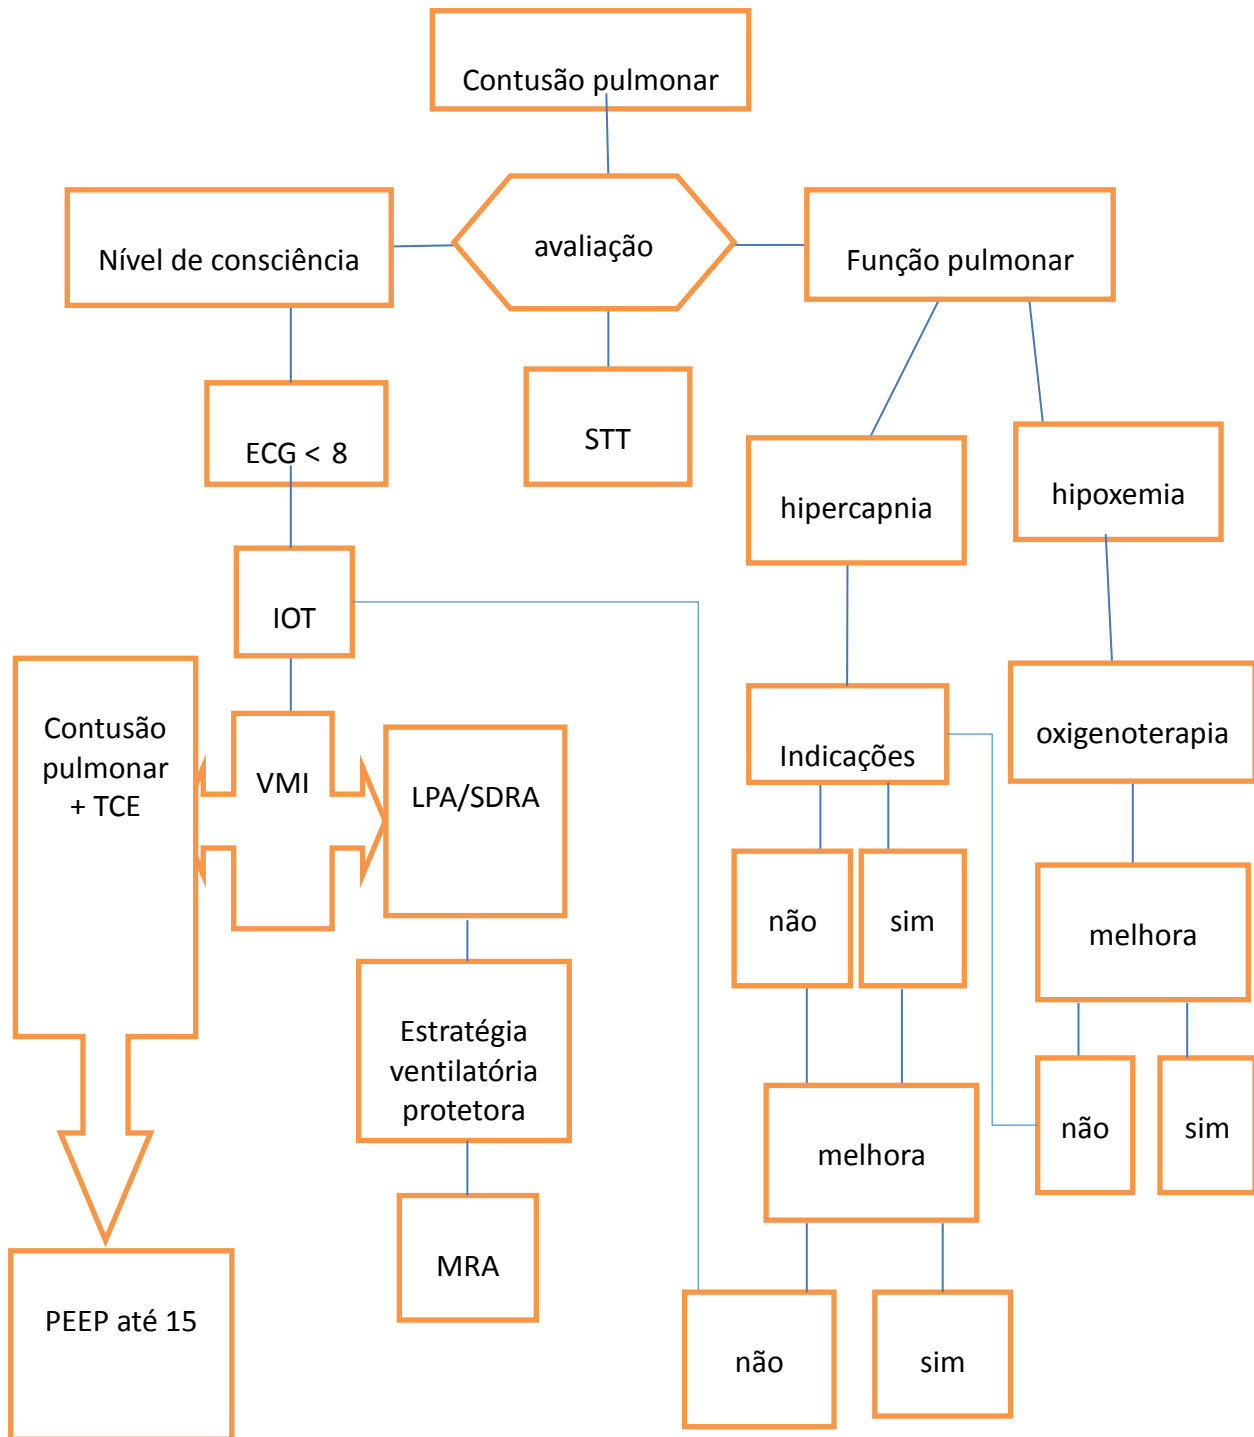 Contusão pulmonar
Nível de consciência
avaliação
Função pulmonar
ECG < 8
STT
hipercapnia
hipoxemia
IOT
Contusão
pulmonar
+ TCE
VMI
LPA/SDRA
Indicações
oxigenoterapia
não
sim
melhora
Estratégia
ventilatória
protetora
melhora
não
sim
MRA
PEEP até 15
não
sim